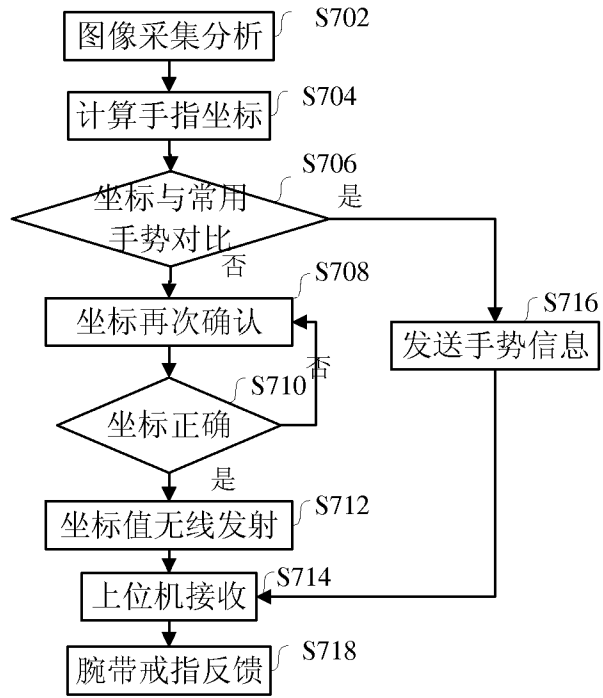 图像采集分析
S702
计算手指坐标
S704
坐标与常用
手势对比
S706
是
否
坐标再次确认
S708
发送手势信息
S716
坐标正确
S710
否
是
坐标值无线发射
S712
上位机接收
S714
腕带戒指反馈
S718